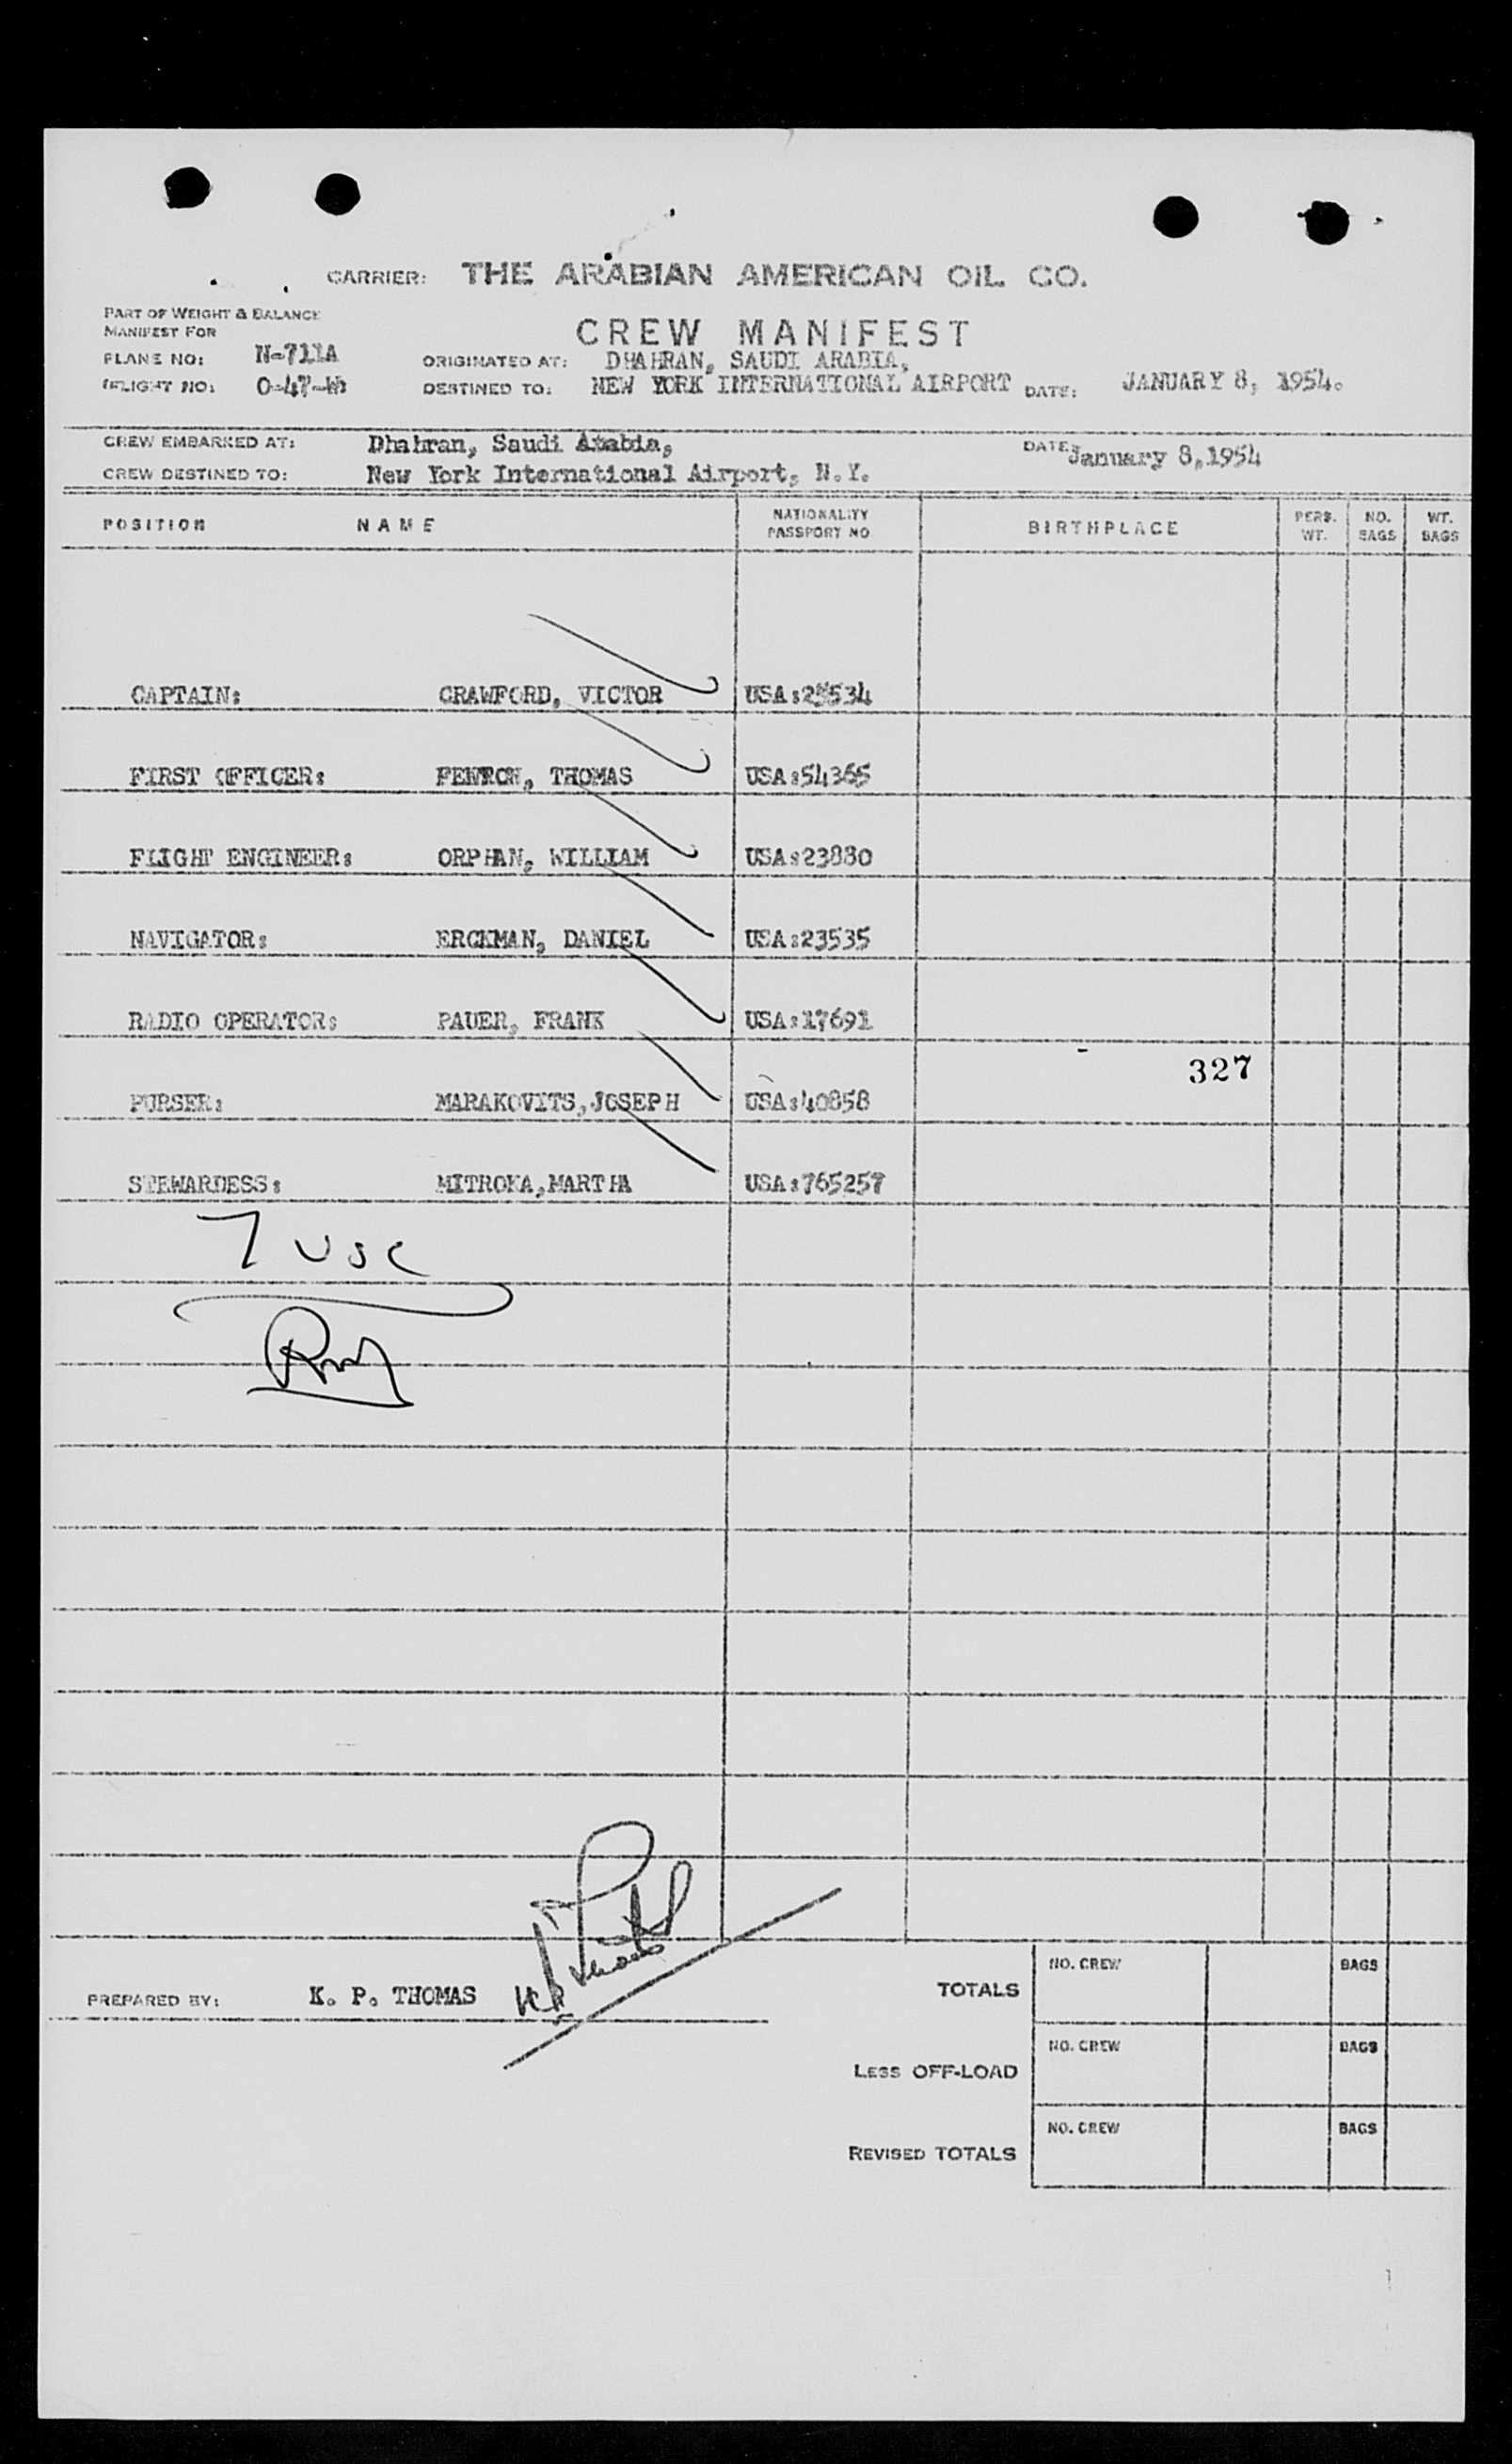 CARRIER: THE ARABIAN AMERICAN OIL CO.
PART OF WEIGHT & BALANCE
MANIFEST FOR
CREW MANIFEST
PLANE NO: N-711A ORIGINATED AT: DHAHRAN, SAUDI ARABIA,
FLIGHT NO: O-47-W DESTINED TO: NEW YORK INTERNATIONAL AIRPORT DATE: JANUARY 8, 1954.
CREW EMBARKED AT: Dhahran, Saudi Arabia, DATE: January 8,1954
CREW DESTINED TO: New York International Airport, N.Y.
POSITION NAME NATIONALITY PASSPORT NO BIRTHPLACE PERS. WT. NO. BAGS WT. BAGS
CAPTAIN: CRAWFORD, VICTOR USA:
FIRST OFFICER: THOMAS USA:54365
FLIGHT ENGINEER: ORPHAN, WILLIAM USA:23880
NAVIGATOR: ERCKMAN, DANIEL USA:23535
RADIO OPERATOR: PAUER, FRANK USA:17691
327
PURSER: MARAKOVITS,JOSEPH USA:40858
STEWARDESS: MITROKA,MARTHA USA:765257
7 USC
PREPARED BY: K. P. THOMAS
TOTALS NO. CREW BAGS
LESS OFF-LOAD NO. CREW BAGS
REVISED TOTALS NO. CREW BAGS